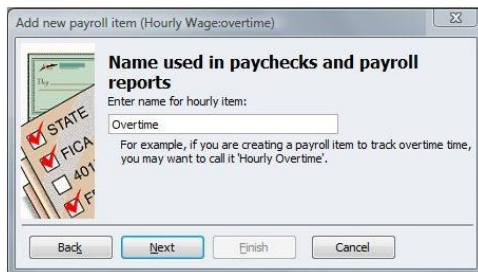 Add new payroll item (Hourly Wage:overtime)
Name used in paychecks and payroll
reports
Enter name for hourly item:
Overtime
For example, if you are creating a payroll item to track overtime time,
you may want to call it 'Hourly Overtime'.
STATE
FICA
401
Back
Next
Finish
Cancel